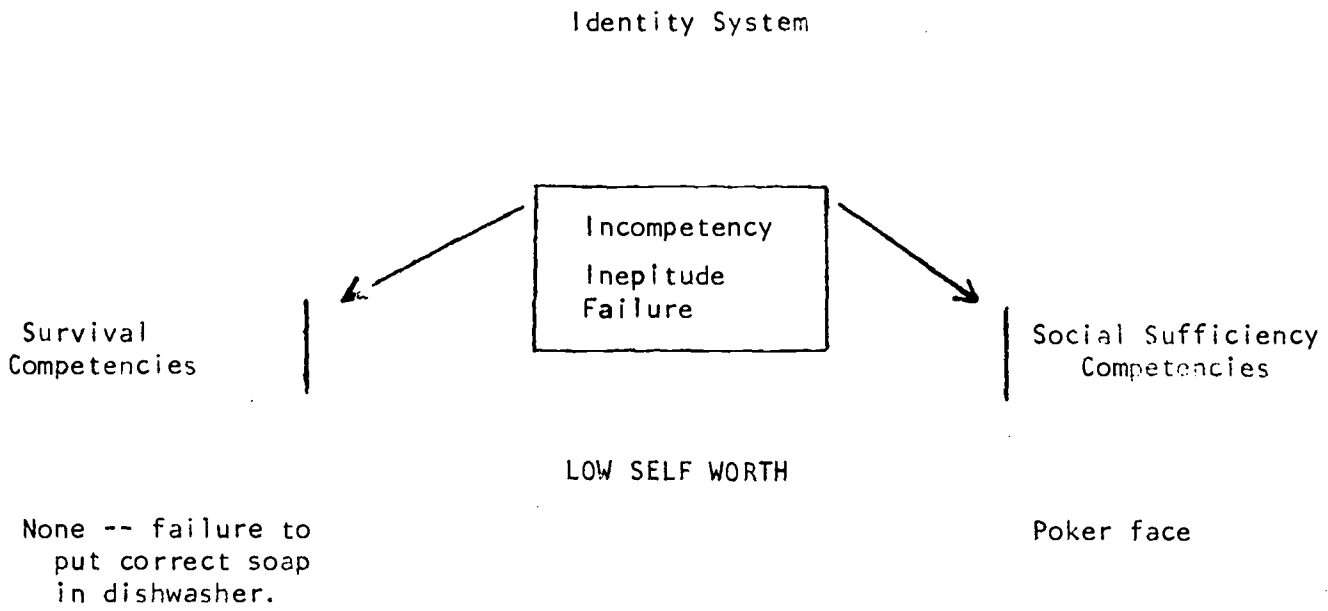 Identity System
Incompetency
Inepitude
Failure
Survival
Competencies
Social Sufficiency
Competencies
LOW SELF WORTH
None -- failure to
put correct soap
in dishwasher.
Poker face